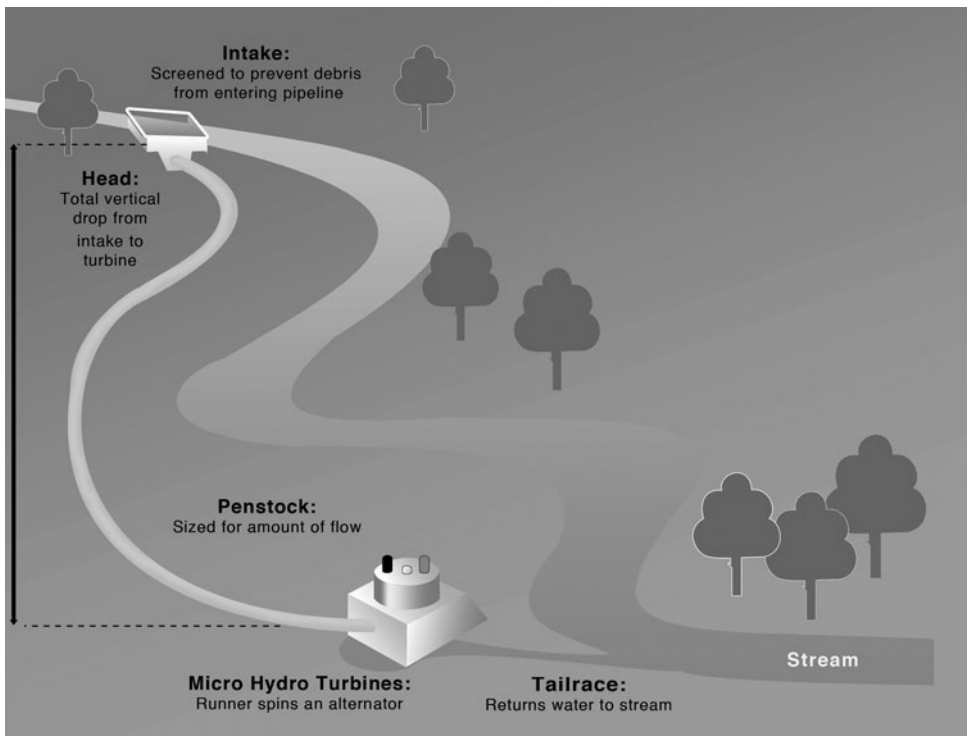 Intake:
Screened to prevent debris
from entering pipeline
Head:
Total vertical
drop from
intake to
turbine
Penstock:
Sized for amount of flow
Micro Hydro Turbines:
Runner spins an alternator
Tailrace:
Returns water to stream
Stream